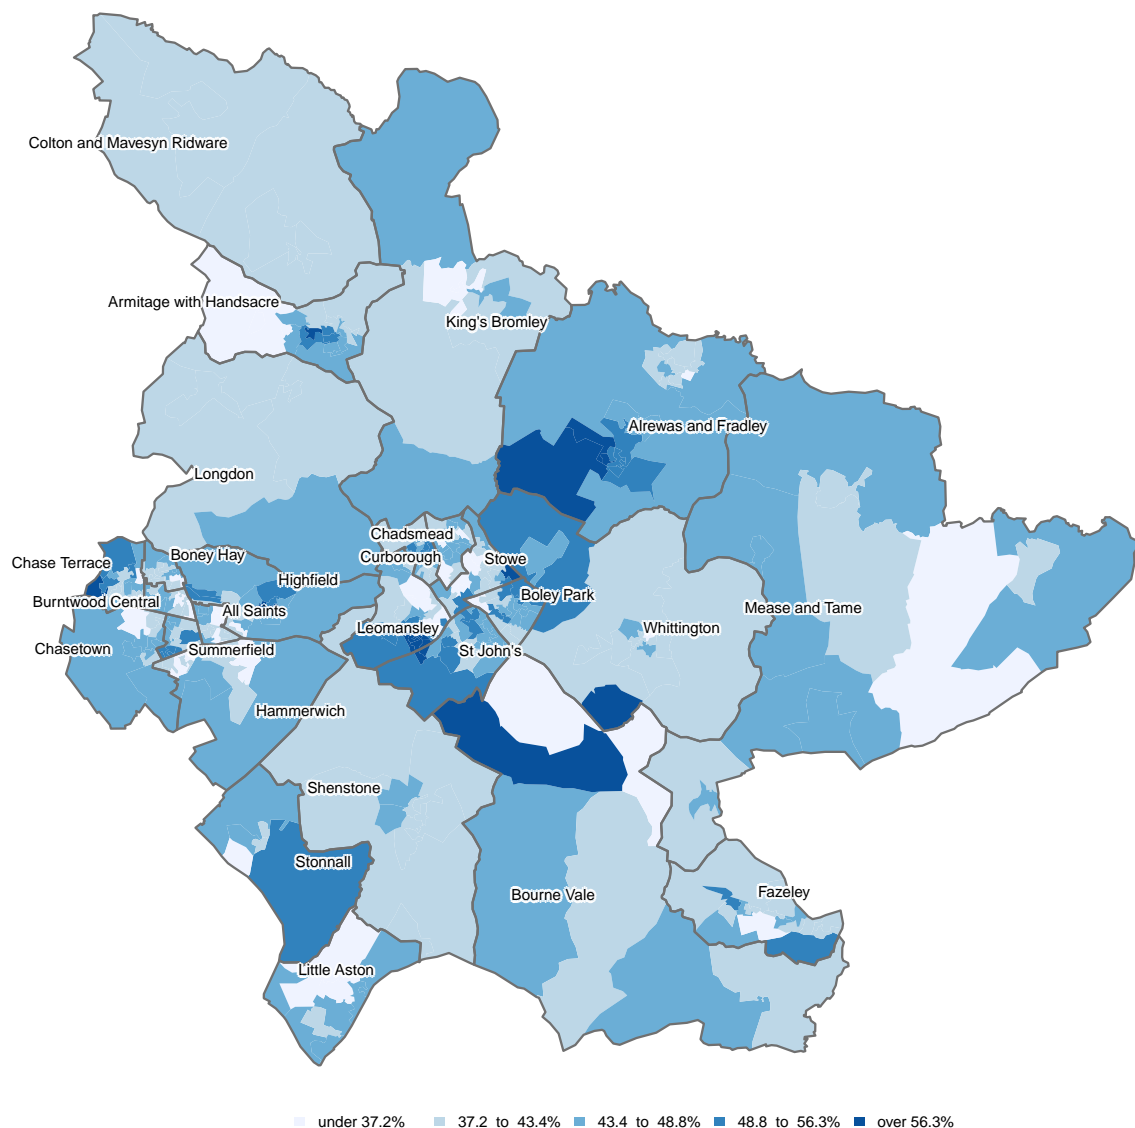 Colton and Mavesyn Ridware
Armitage with Handsacre
King's Bromley
Alrewas and Fradley
Longdon
Chadsmead
Curborough
Stowe
Boney Hay
Chase Terrace
Highfield
Boley Park
Burntwood Central
All Saints
Mease and Tame
Leomansley
Whittington
Chasetown
Summerfield
St John's
Hammerwich
Shenstone
Stonnall
Bourne Vale
Fazeley
Little Aston
under 37.2% 37.2 to 43.4% 43.4 to 48.8% 48.8 to 56.3% over 56.3%